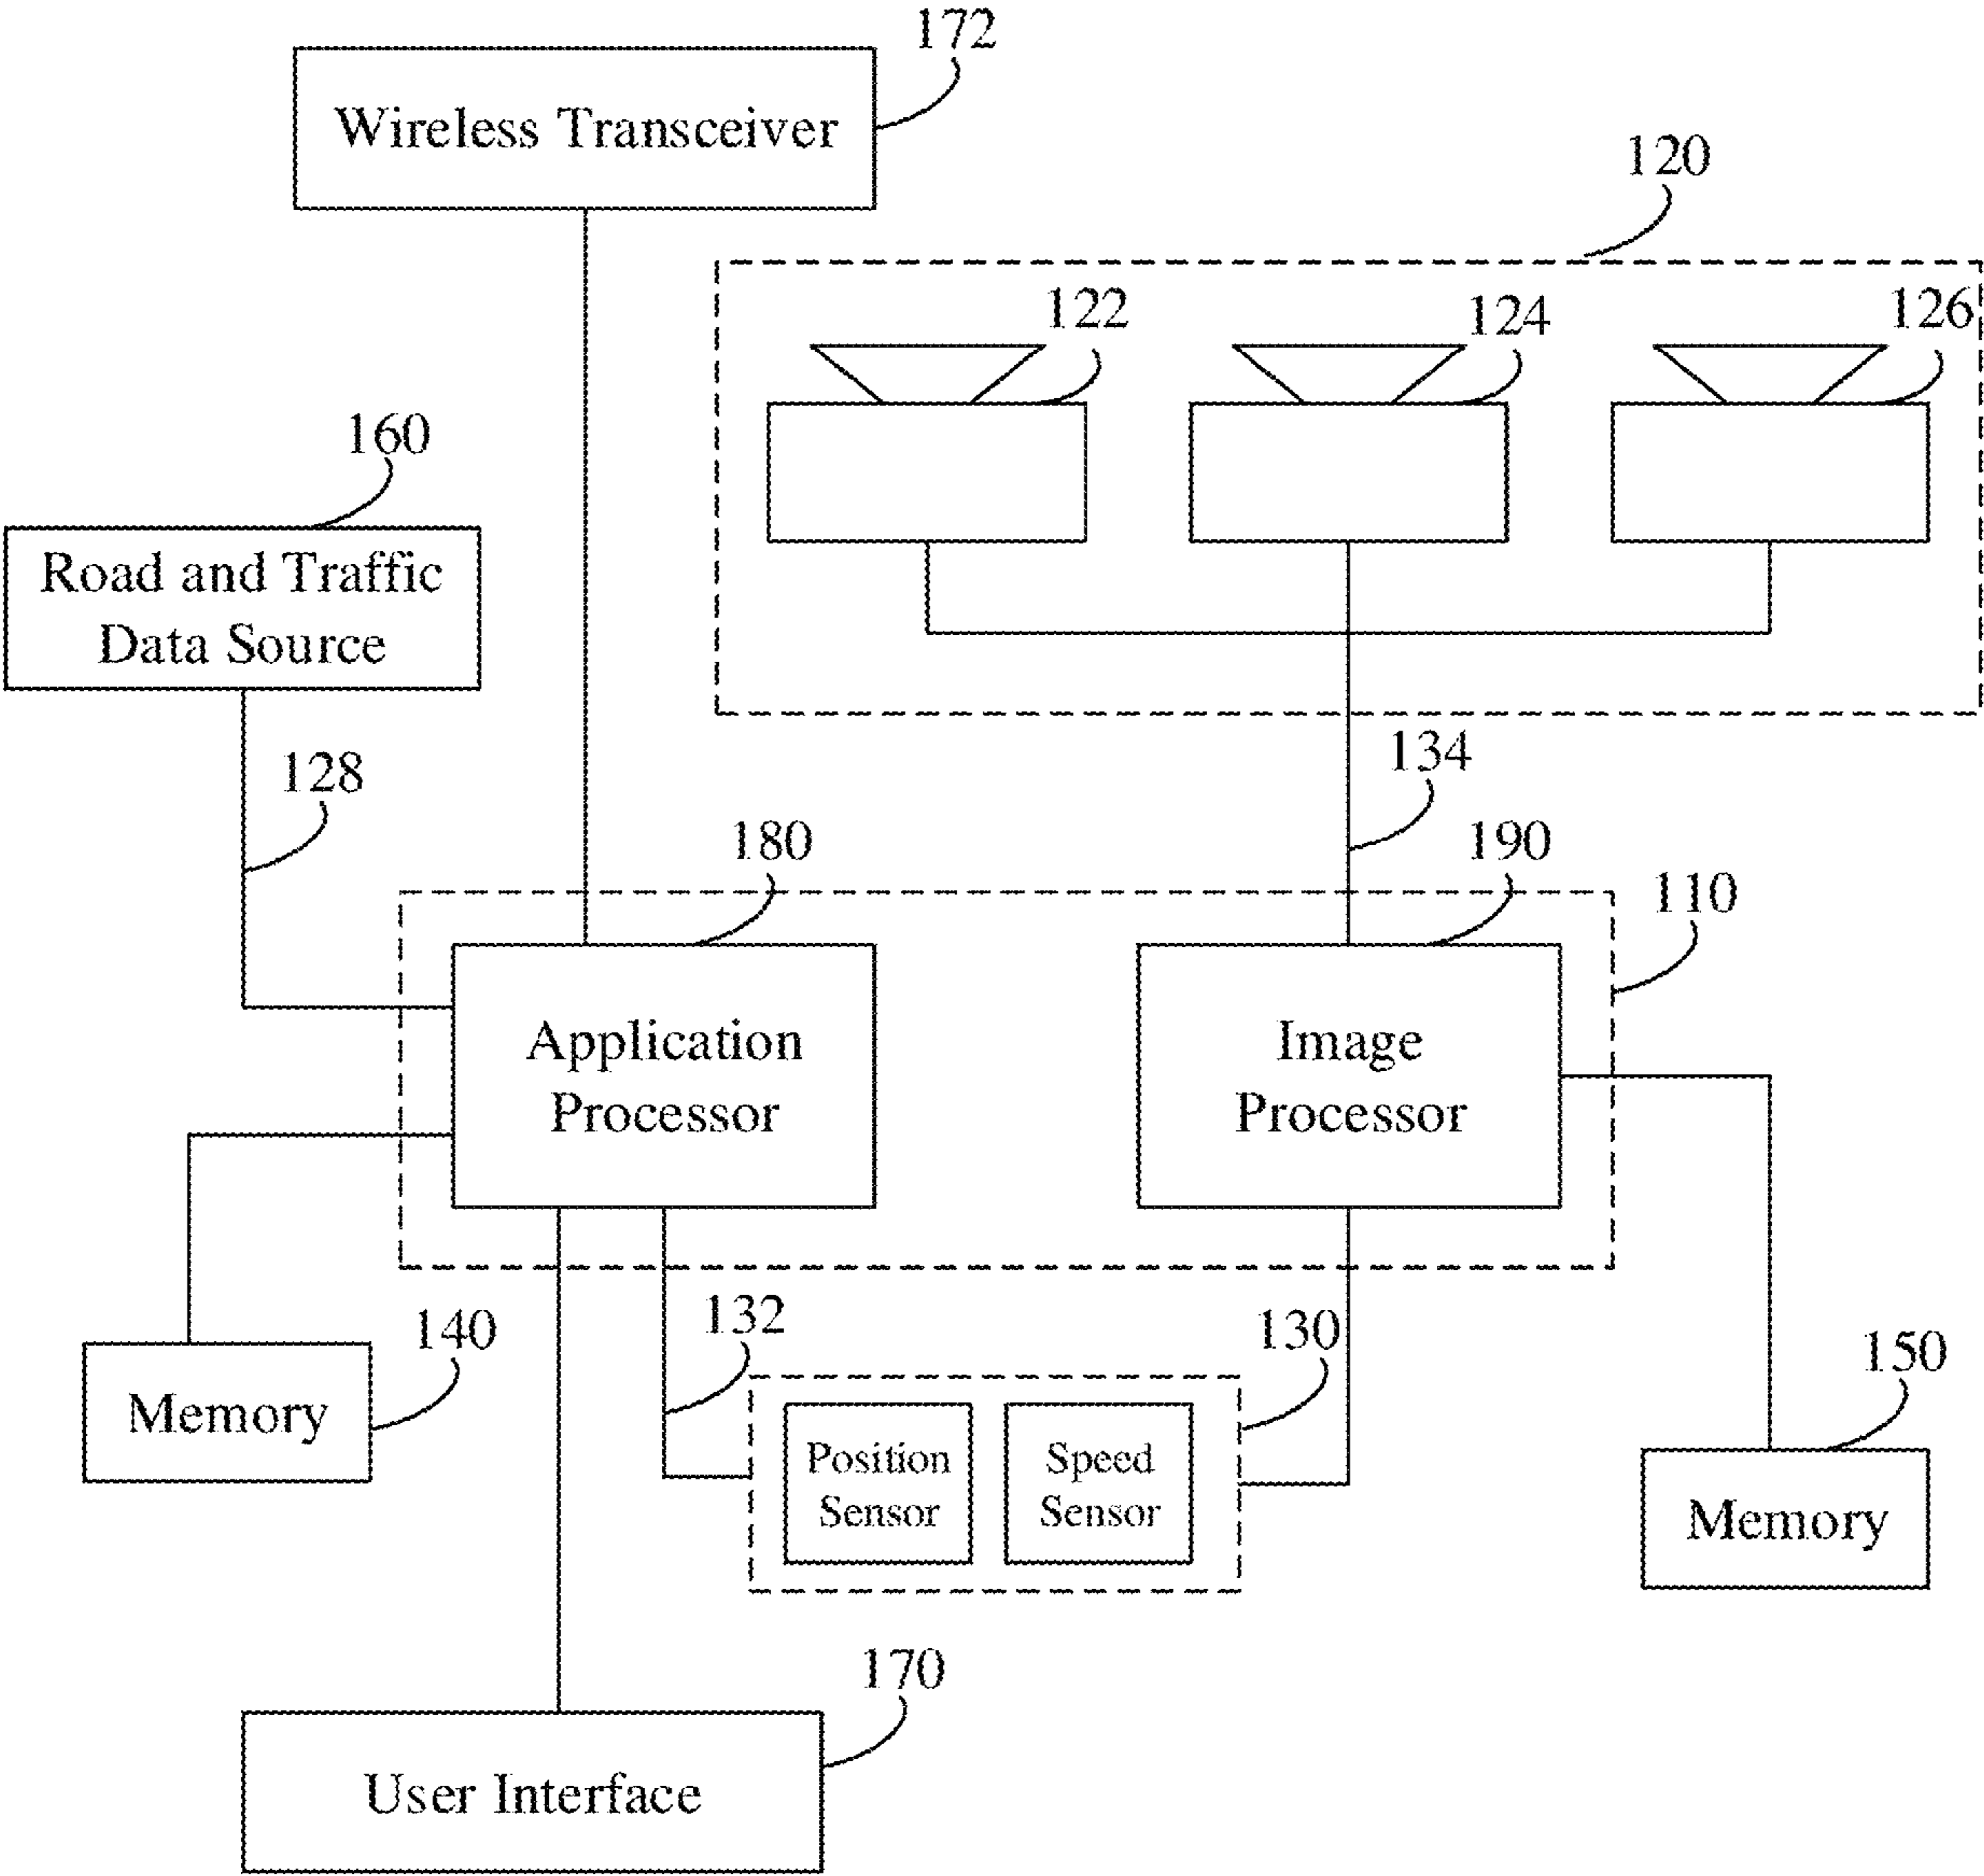 172
Wireless Transceiver
120
122
124
126
160
Road and Traffic
Data Source
128
134
180
190
110
Application
Processor
Image
Processor
132
130
140
Memory
150
Position
Sensor
Speed
Sensor
Memory
170
User Interface